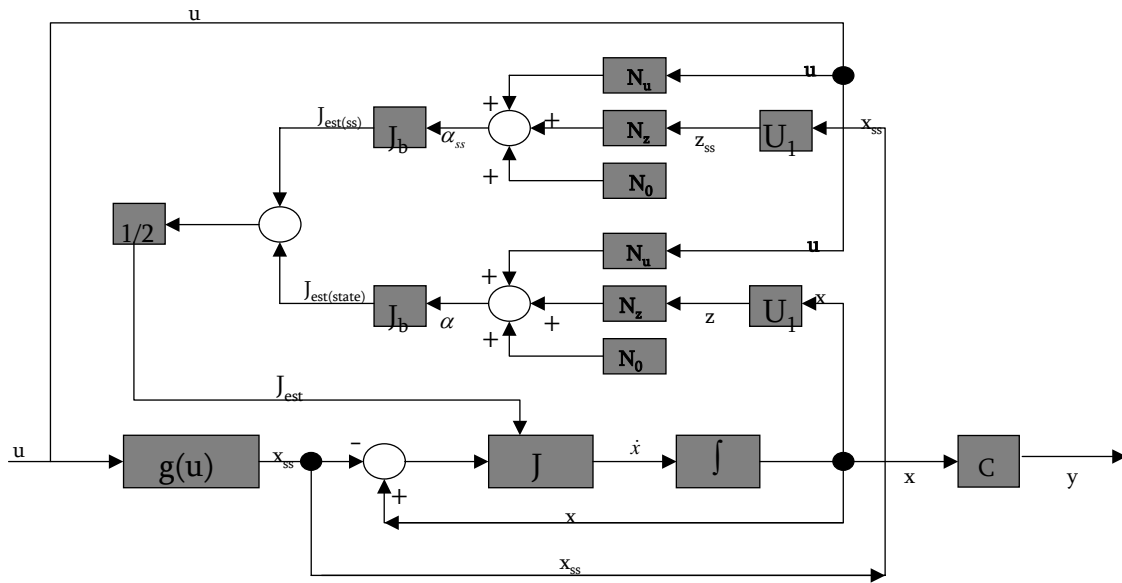 u
N_u
u
+
J_est(ss)
J_b
α_ss
+
N_z
z_ss
U_1
x_ss
+
N_0
1/2
N_u
u
+
J_est(state)
J_b
α
+
N_z
z
U_1
x
+
N_0
J_est
u
g(u)
x_ss
-
J
ẋ
∫
x
C
y
+
x
x_ss